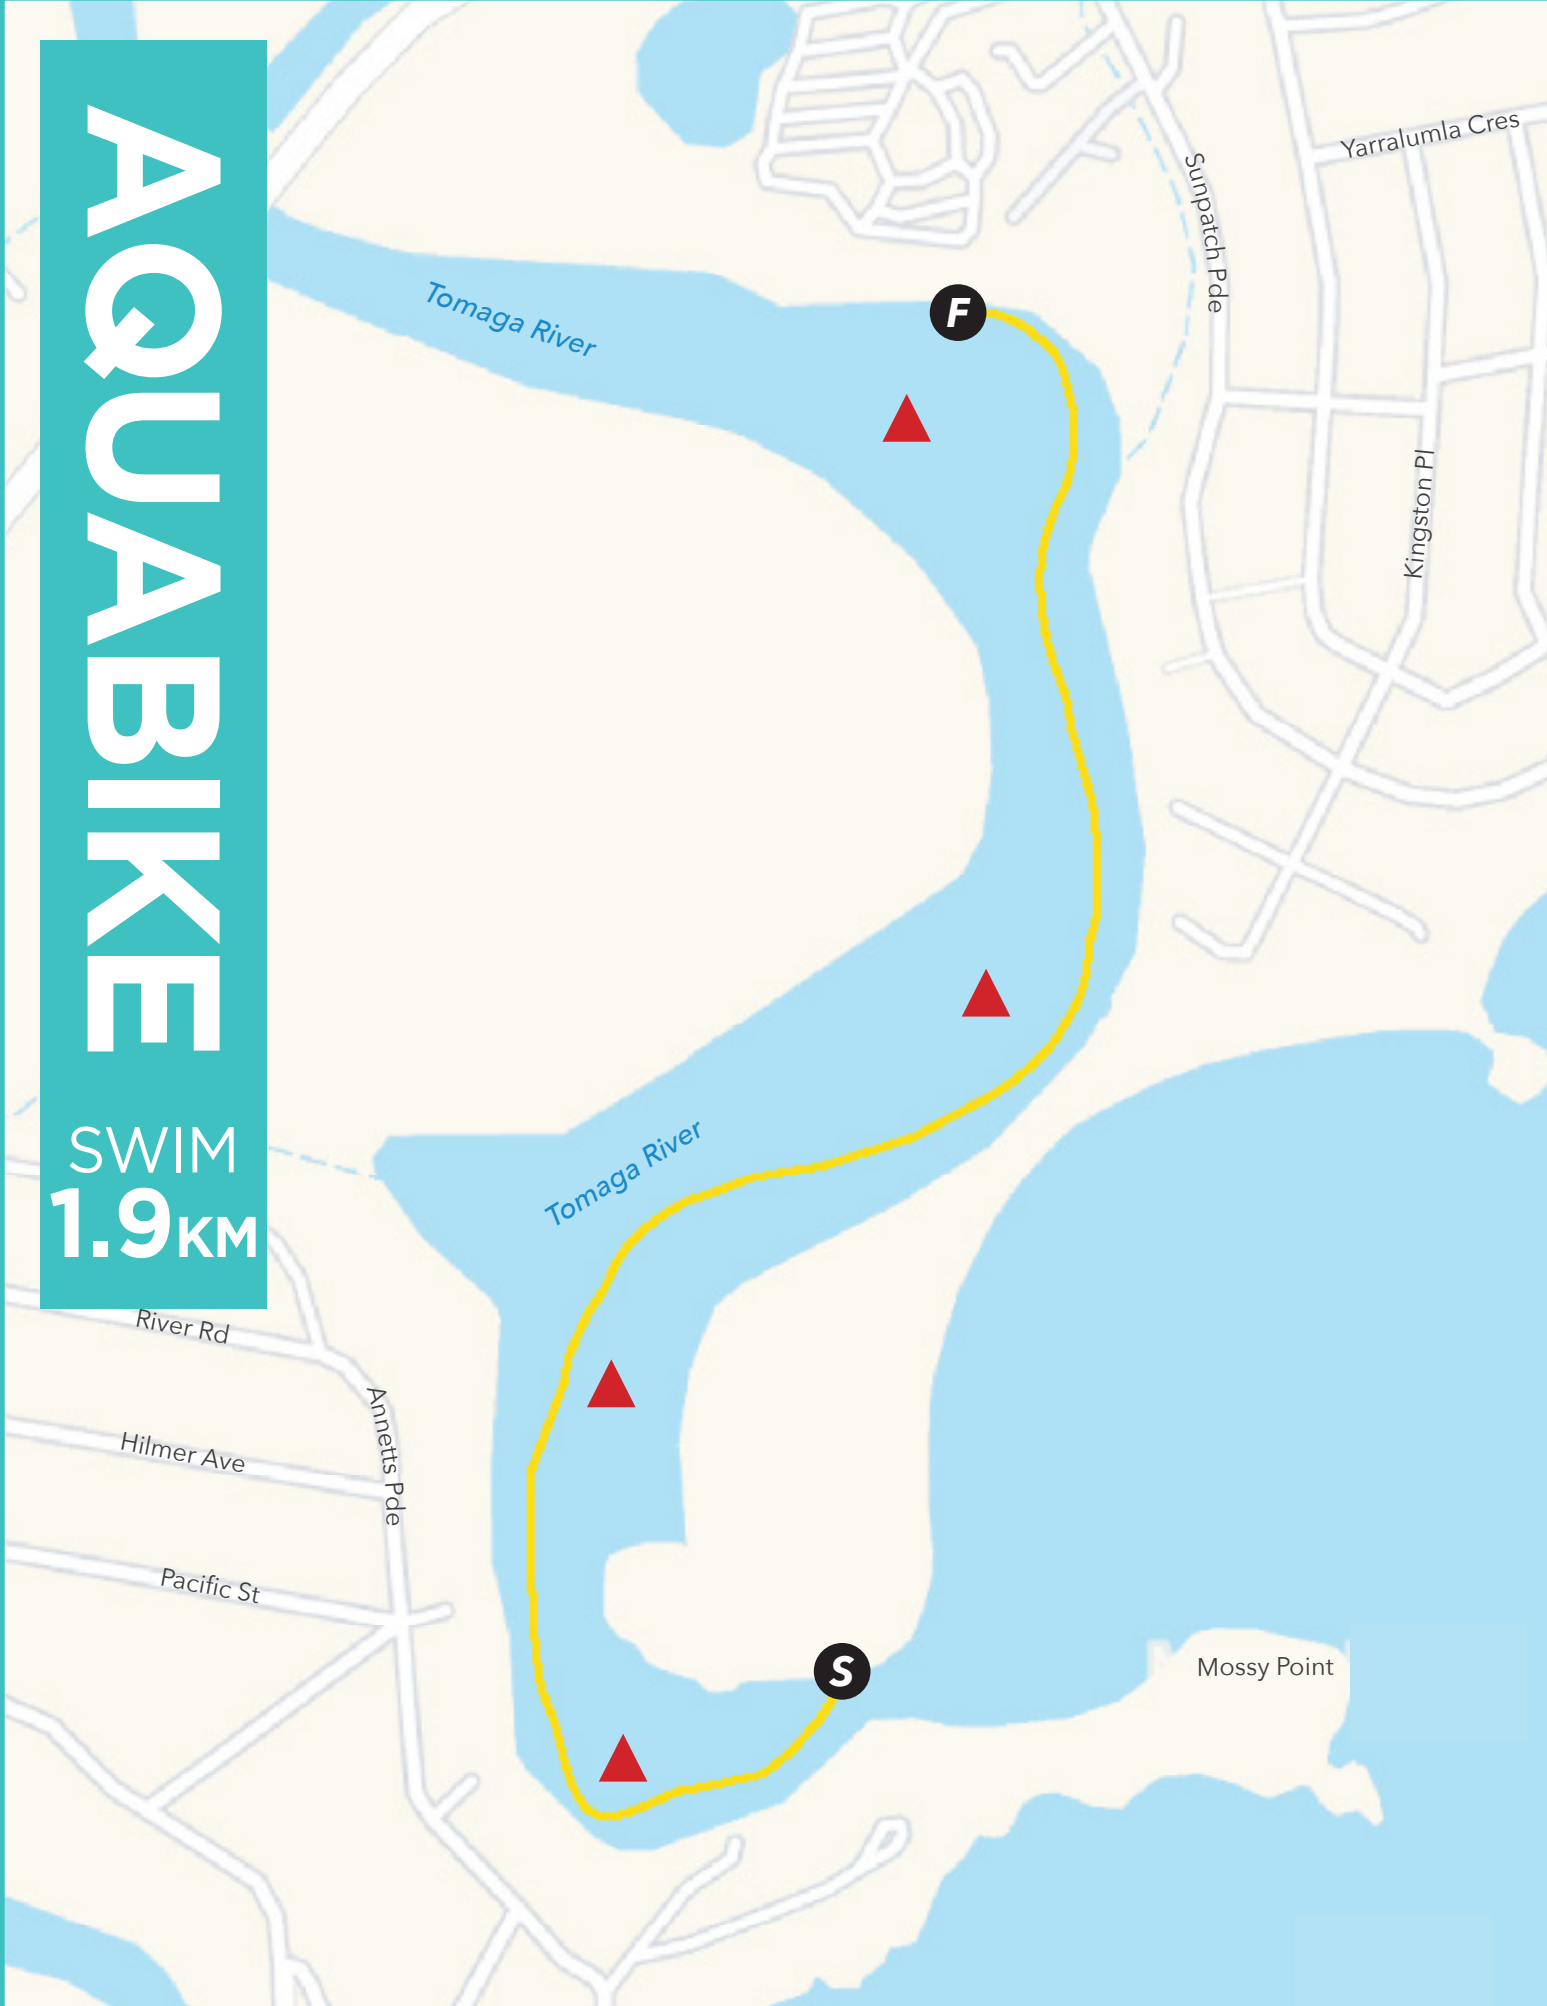 AQUABIKE
SWIM
1.9KM
Yarralumla Cres
Sunpatch Pde
Tomaga River
F
Kingston Pl
Tomaga River
River Rd
Annetts Pde
Hilmer Ave
Pacific St
S
Mossy Point